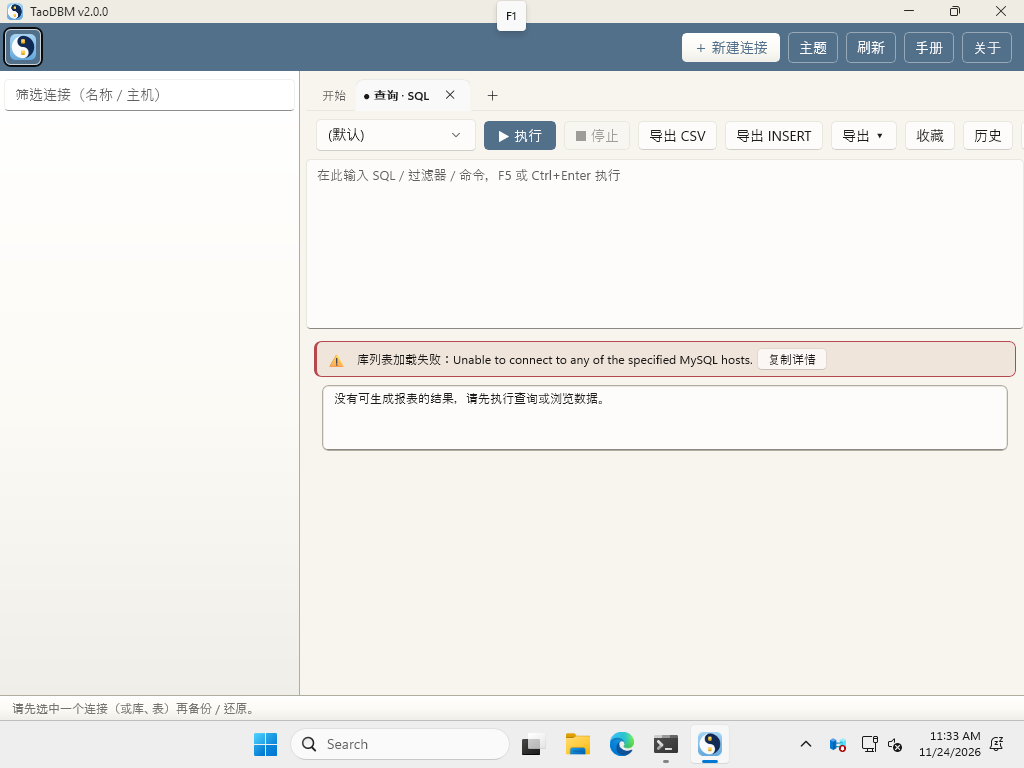 TaoDBM v2.0.0
F1
+ 新建连接
主题
刷新
手册
关于
筛选连接（名称 / 主机）
开始
● 查询 · SQL
(默认)
执行
停止
导出 CSV
导出 INSERT
导出
收藏
历史
在此输入 SQL / 过滤器 / 命令，F5 或 Ctrl+Enter 执行
库列表加载失败：Unable to connect to any of the specified MySQL hosts.
复制详情
没有可生成报表的结果，请先执行查询或浏览数据。
请先选中一个连接（或库、表）再备份 / 还原。
Search
11:33 AM
11/24/2026